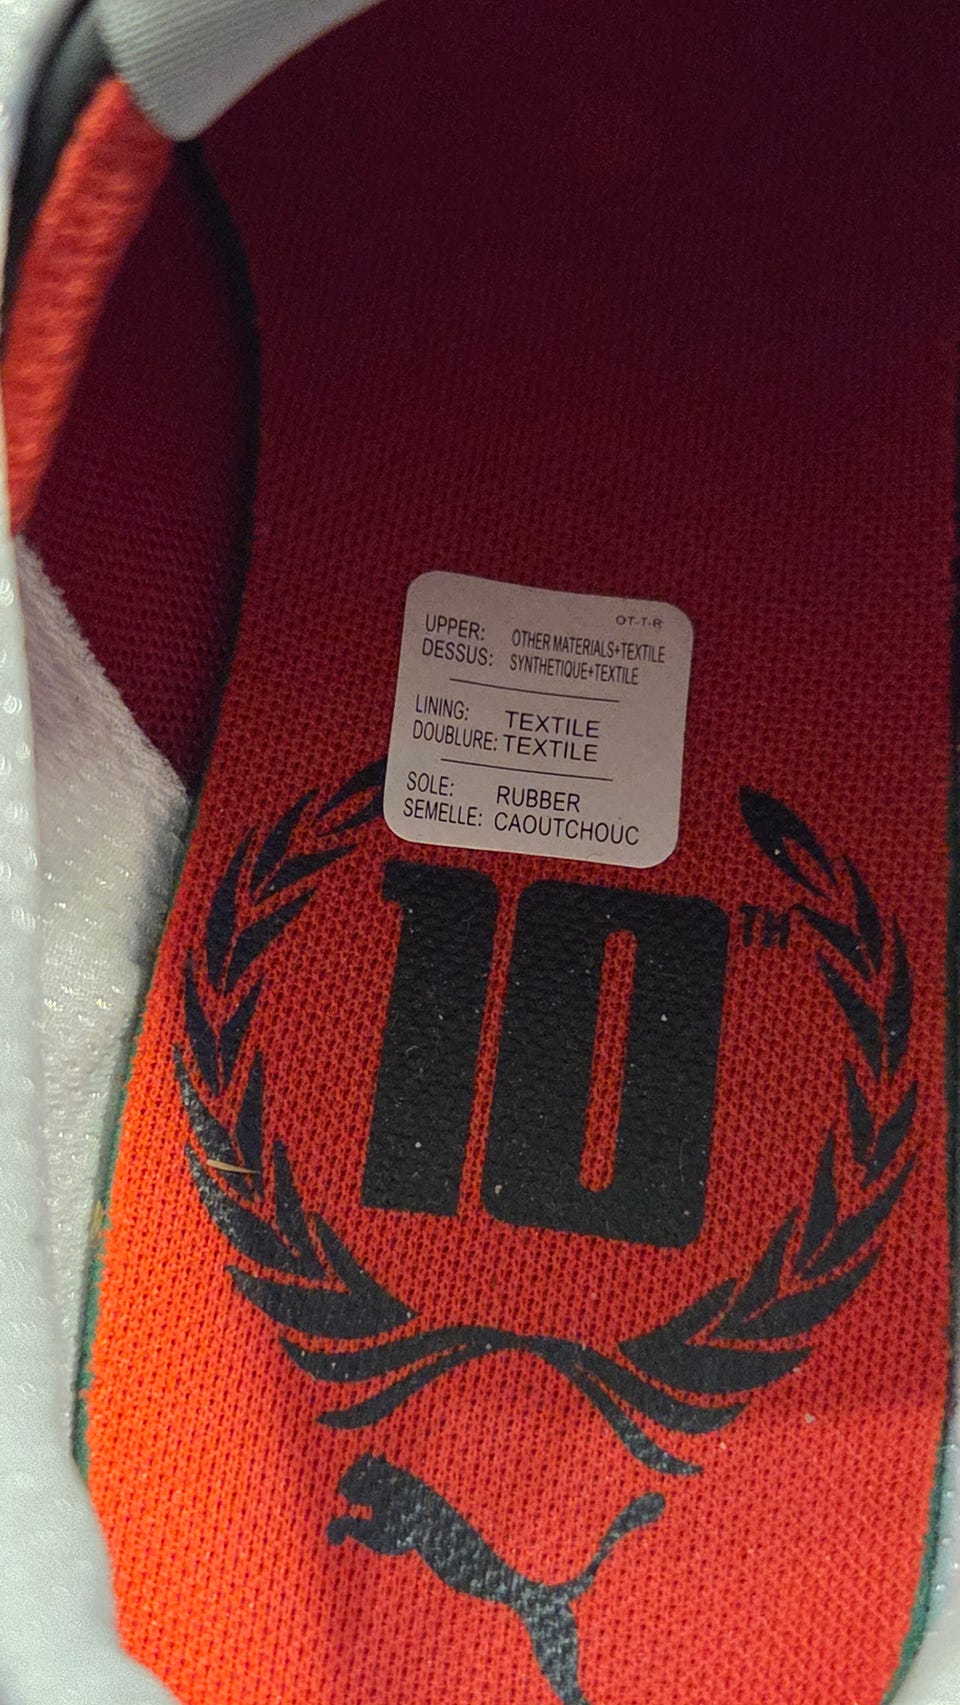 OT-T-R
UPPER: OTHER MATERIALS+TEXTILE
DESSUS: SYNTHETIQUE+TEXTILE
LINING: TEXTILE
DOUBLURE: TEXTILE
SOLE: RUBBER
SEMELLE: CAOUTCHOUC
10TH